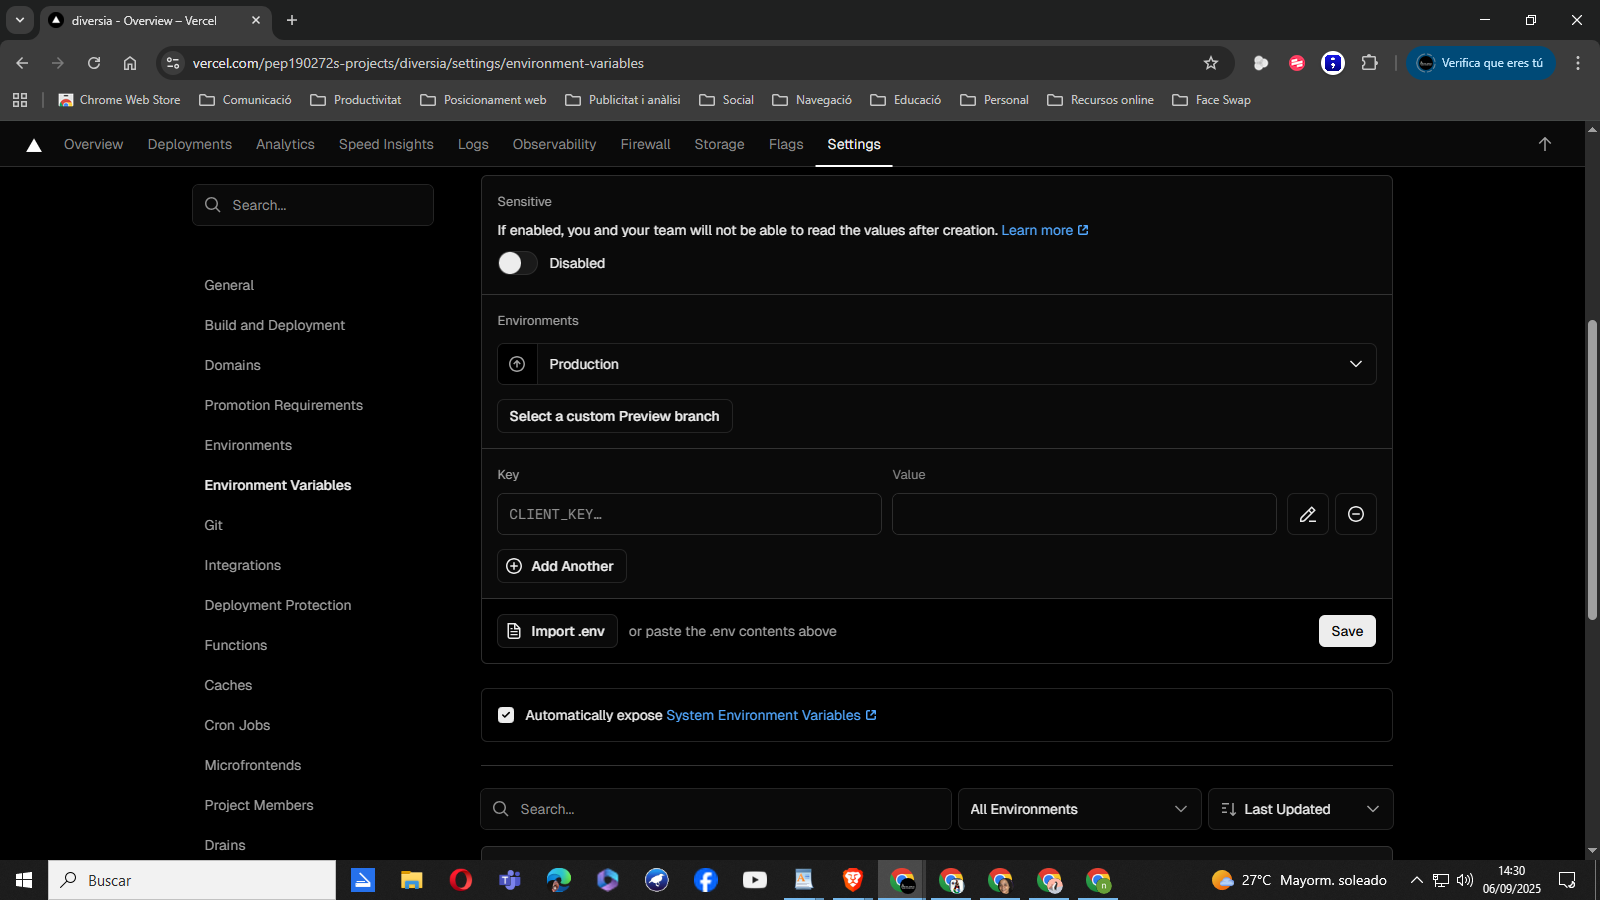 diversia - Overview – Vercel
vercel.com/pep190272s-projects/diversia/settings/environment-variables
Verifica que eres tú
Chrome Web Store
Comunicació
Productivitat
Posicionament web
Publicitat i anàlisi
Social
Navegació
Educació
Personal
Recursos online
Face Swap
Overview
Deployments
Analytics
Speed Insights
Logs
Observability
Firewall
Storage
Flags
Settings
Search...
General
Build and Deployment
Domains
Promotion Requirements
Environments
Environment Variables
Git
Integrations
Deployment Protection
Functions
Caches
Cron Jobs
Microfrontends
Project Members
Drains
Sensitive
If enabled, you and your team will not be able to read the values after creation. Learn more
Disabled
Environments
Production
Select a custom Preview branch
Key
Value
CLIENT_KEY...
Add Another
Import .env
or paste the .env contents above
Save
Automatically expose System Environment Variables
Search...
All Environments
Last Updated
Buscar
27°C Mayorm. soleado
14:30
06/09/2025